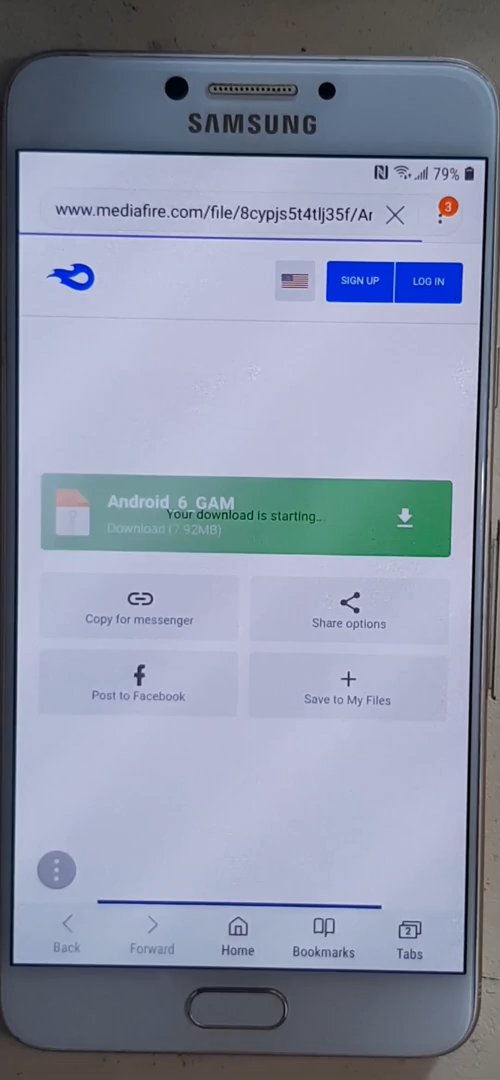 SAMSUNG
79%
www.mediafire.com/file/8cypjs5t4tlj35f/Ar
3
SIGN UP
LOG IN
Android_6_GAM
Your download is starting...
Download (7.92MB)
Copy for messenger
Share options
Post to Facebook
Save to My Files
Back
Forward
Home
Bookmarks
2
Tabs